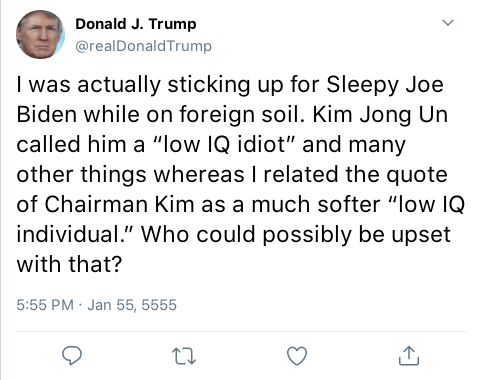 Donald J. Trump
@realDonaldTrump
I was actually sticking up for Sleepy Joe
Biden while on foreign soil. Kim Jong Un
called him a “low IQ idiot” and many
other things whereas I related the quote
of Chairman Kim as a much softer “low IQ
individual.” Who could possibly be upset
with that?
5:55 PM · Jan 55, 5555